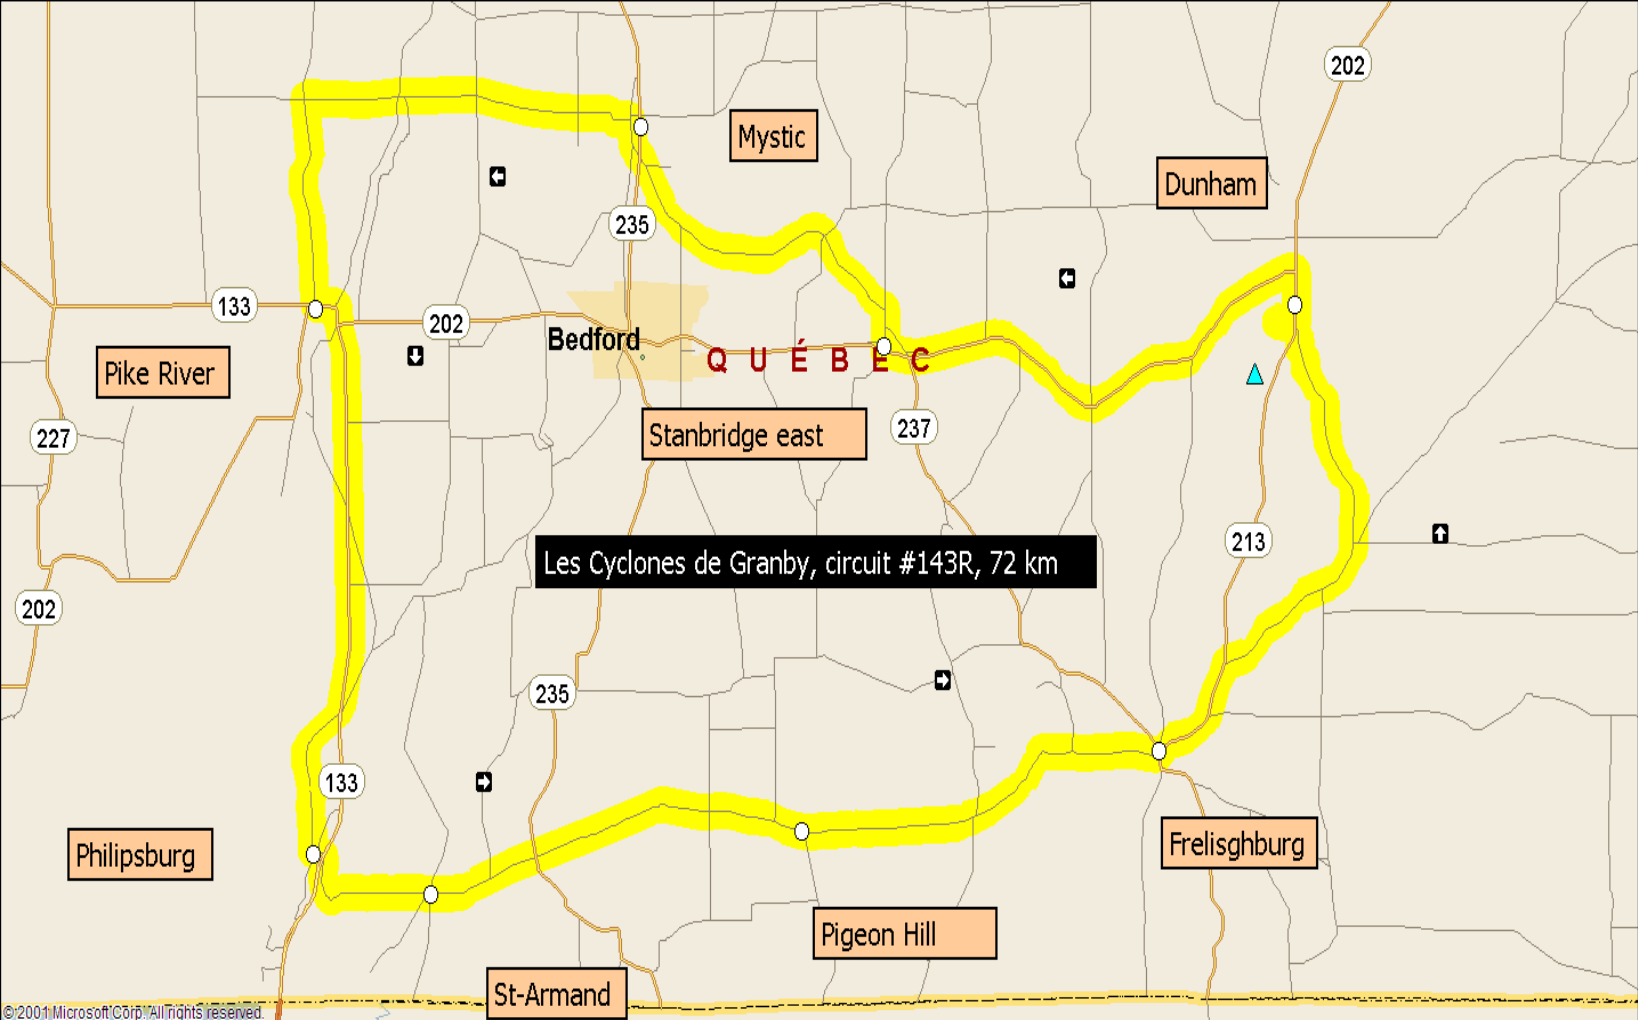 202
Mystic
Dunham
235
133
202
Bedford
QUÉBEC
Pike River
Stanbridge east
237
227
213
Les Cyclones de Granby, circuit #143R, 72 km
202
235
133
Philipsburg
Frelisghburg
Pigeon Hill
St-Armand
©2001 Microsoft Corp. All rights reserved.